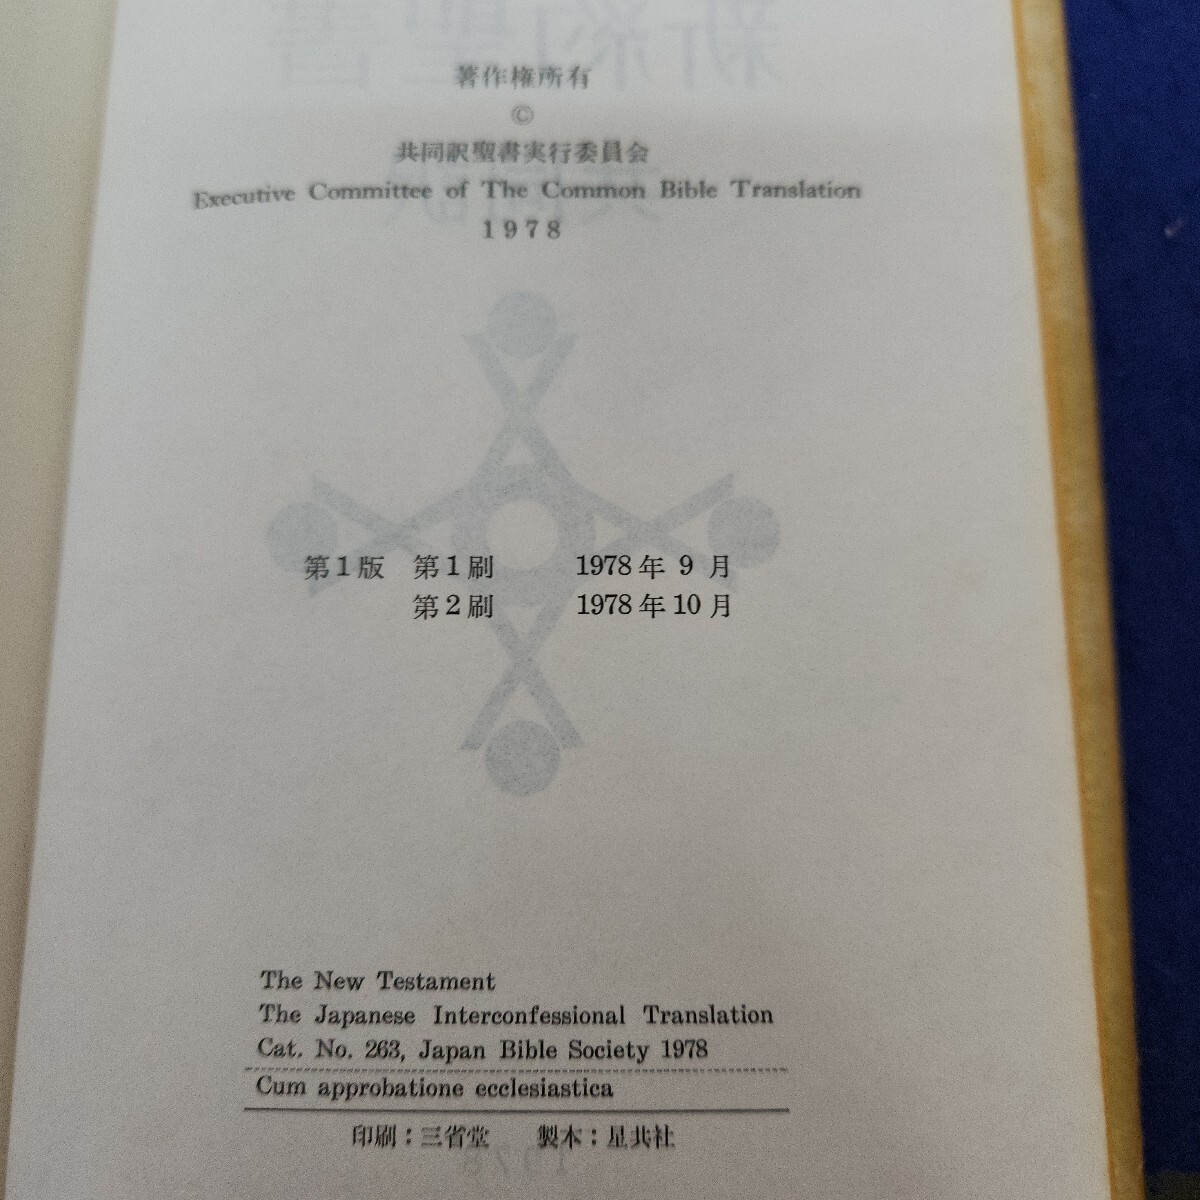 著作権所有
©
共同訳聖書実行委員会
Executive Committee of The Common Bible Translation
1978
第1版 第1刷 1978年 9月
第2刷 1978年10月
The New Testament
The Japanese Interconfessional Translation
Cat. No. 263, Japan Bible Society 1978
Cum approbatione ecclesiastica
印刷：三省堂 製本：星共社